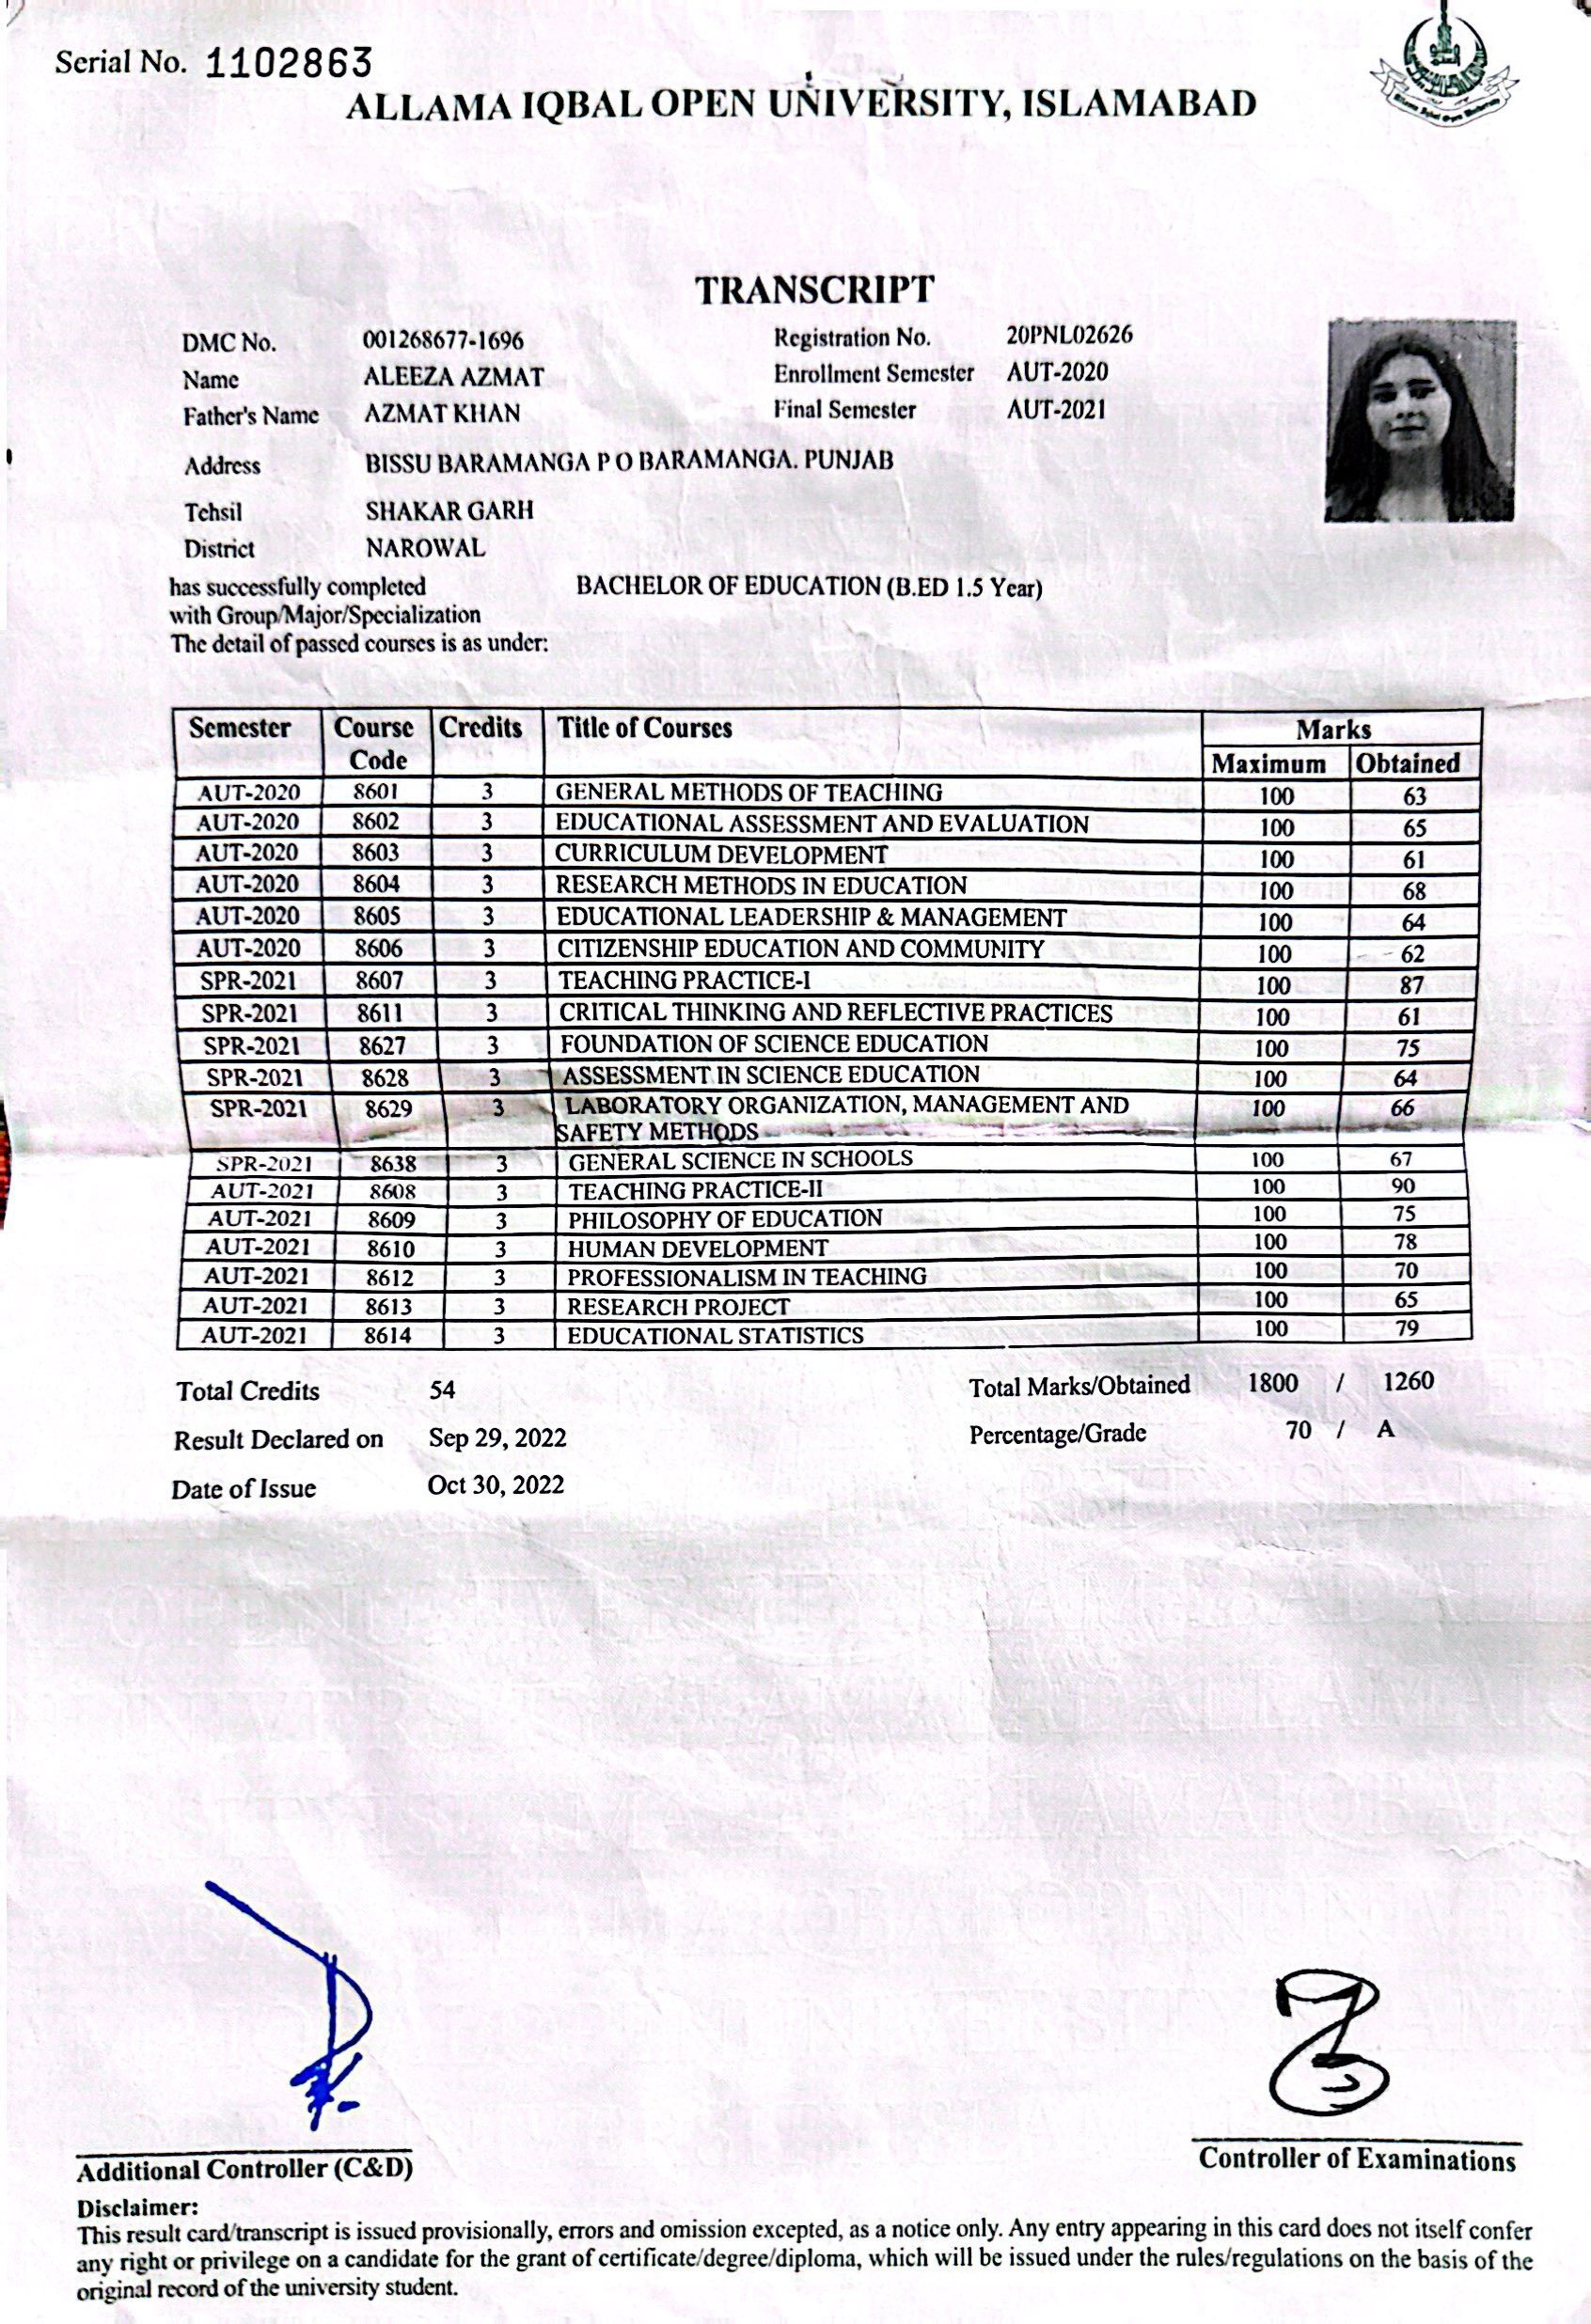 Serial No. 1102863
ALLAMA IQBAL OPEN UNIVERSITY, ISLAMABAD
Allama Iqbal Open University
TRANSCRIPT
DMC No. 001268677-1696 Registration No. 20PNL02626
Name ALEEZA AZMAT Enrollment Semester AUT-2020
Father's Name AZMAT KHAN Final Semester AUT-2021
Address BISSU BARAMANGA P O BARAMANGA. PUNJAB
Tehsil SHAKAR GARH
District NAROWAL
has successfully completed BACHELOR OF EDUCATION (B.ED 1.5 Year)
with Group/Major/Specialization
The detail of passed courses is as under:
Semester Course Code Credits Title of Courses Marks
Maximum Obtained
AUT-2020 8601 3 GENERAL METHODS OF TEACHING 100 63
AUT-2020 8602 3 EDUCATIONAL ASSESSMENT AND EVALUATION 100 65
AUT-2020 8603 3 CURRICULUM DEVELOPMENT 100 61
AUT-2020 8604 3 RESEARCH METHODS IN EDUCATION 100 68
AUT-2020 8605 3 EDUCATIONAL LEADERSHIP & MANAGEMENT 100 64
AUT-2020 8606 3 CITIZENSHIP EDUCATION AND COMMUNITY 100 62
SPR-2021 8607 3 TEACHING PRACTICE-I 100 87
SPR-2021 8611 3 CRITICAL THINKING AND REFLECTIVE PRACTICES 100 61
SPR-2021 8627 3 FOUNDATION OF SCIENCE EDUCATION 100 75
SPR-2021 8628 3 ASSESSMENT IN SCIENCE EDUCATION 100 64
SPR-2021 8629 3 LABORATORY ORGANIZATION, MANAGEMENT AND 100 66
SAFETY METHODS
SPR-2021 8638 3 GENERAL SCIENCE IN SCHOOLS 100 67
AUT-2021 8608 3 TEACHING PRACTICE-II 100 90
AUT-2021 8609 3 PHILOSOPHY OF EDUCATION 100 75
AUT-2021 8610 3 HUMAN DEVELOPMENT 100 78
AUT-2021 8612 3 PROFESSIONALISM IN TEACHING 100 70
AUT-2021 8613 3 RESEARCH PROJECT 100 65
AUT-2021 8614 3 EDUCATIONAL STATISTICS 100 79
Total Credits 54 Total Marks/Obtained 1800 / 1260
Result Declared on Sep 29, 2022 Percentage/Grade 70 / A
Date of Issue Oct 30, 2022
Additional Controller (C&D) Controller of Examinations
Disclaimer:
This result card/transcript is issued provisionally, errors and omission excepted, as a notice only. Any entry appearing in this card does not itself confer
any right or privilege on a candidate for the grant of certificate/degree/diploma, which will be issued under the rules/regulations on the basis of the
original record of the university student.